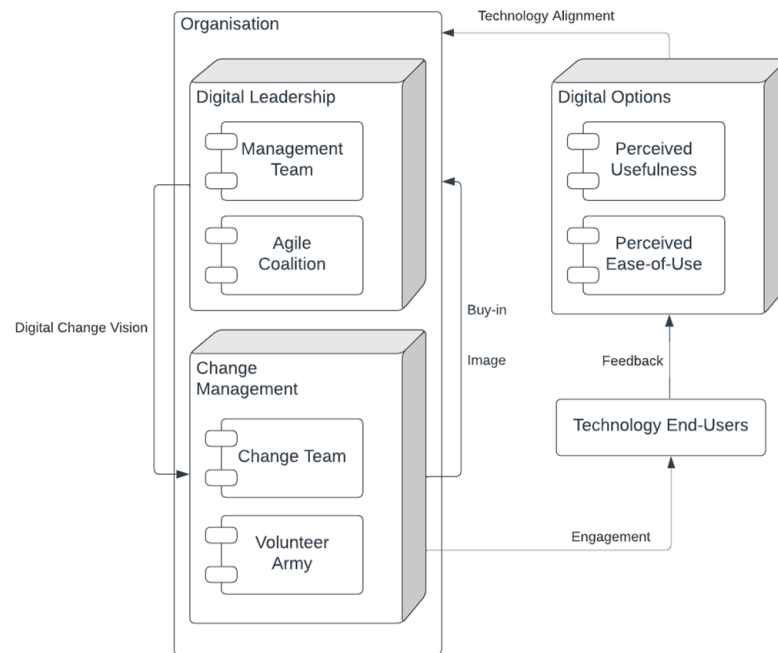 Organisation
Technology Alignment
Digital Leadership
Management
Team
Agile
Coalition
Digital Options
Perceived
Usefulness
Perceived
Ease-of-Use
Digital Change Vision
Buy-in
Image
Feedback
Change
Management
Change Team
Volunteer
Army
Technology End-Users
Engagement